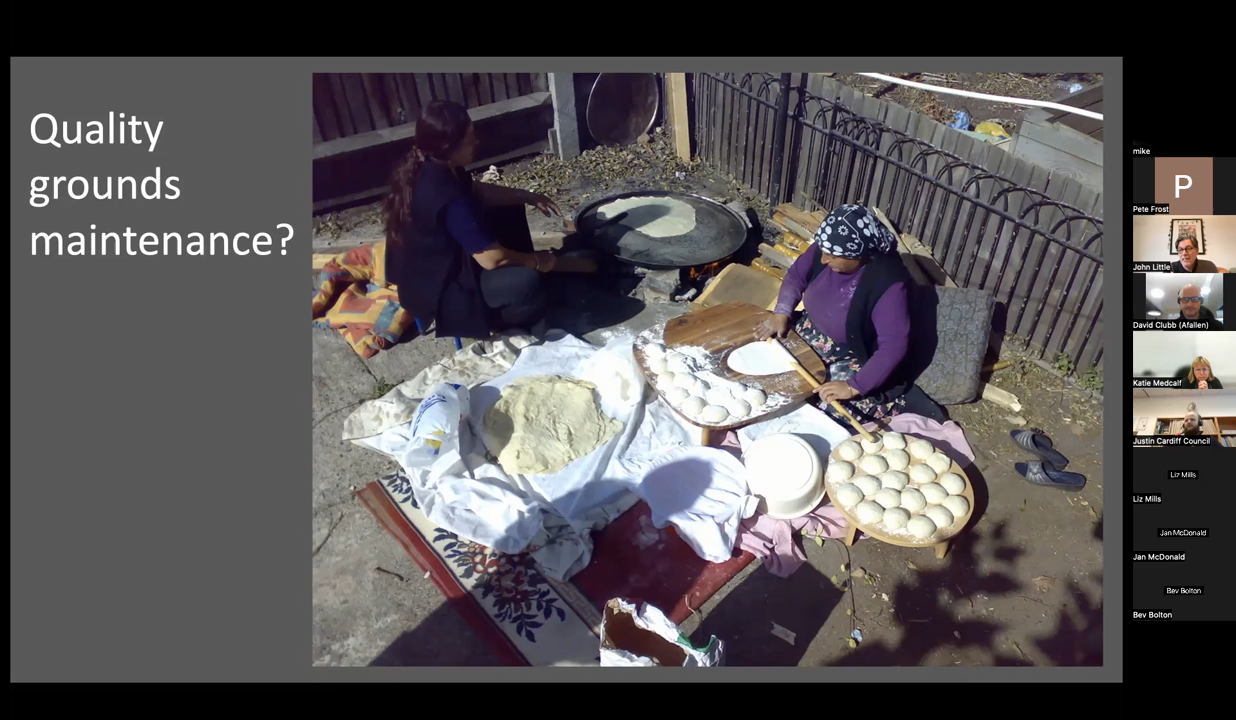 Quality
grounds
maintenance?
mike
P
Pete Frost
John Little
David Clubb (Afallen)
Katie Medcalf
Justin Cardiff Council
Liz Mills
Liz Mills
Jan McDonald
Jan McDonald
Bev Bolton
Bev Bolton